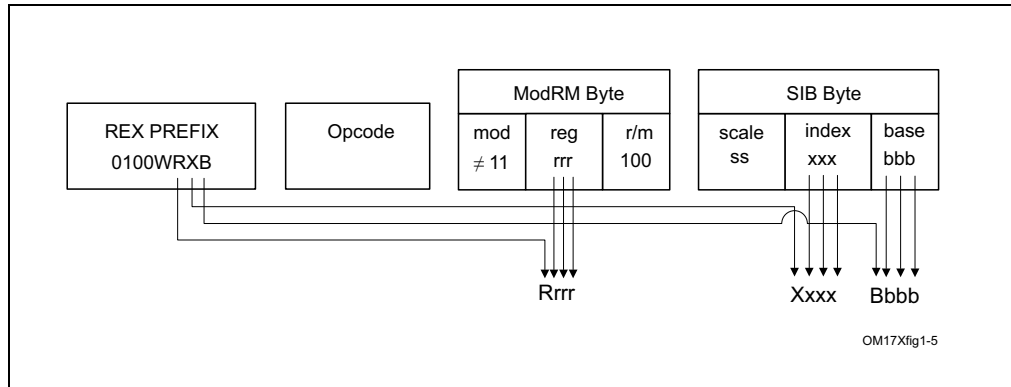 REX PREFIX
0100WRXB
Opcode
ModRM Byte
mod
≠ 11
reg
rrr
r/m
100
SIB Byte
scale
ss
index
xxx
base
bbb
Rrrr
Xxxx
Bbbb
OM17Xfig1-5